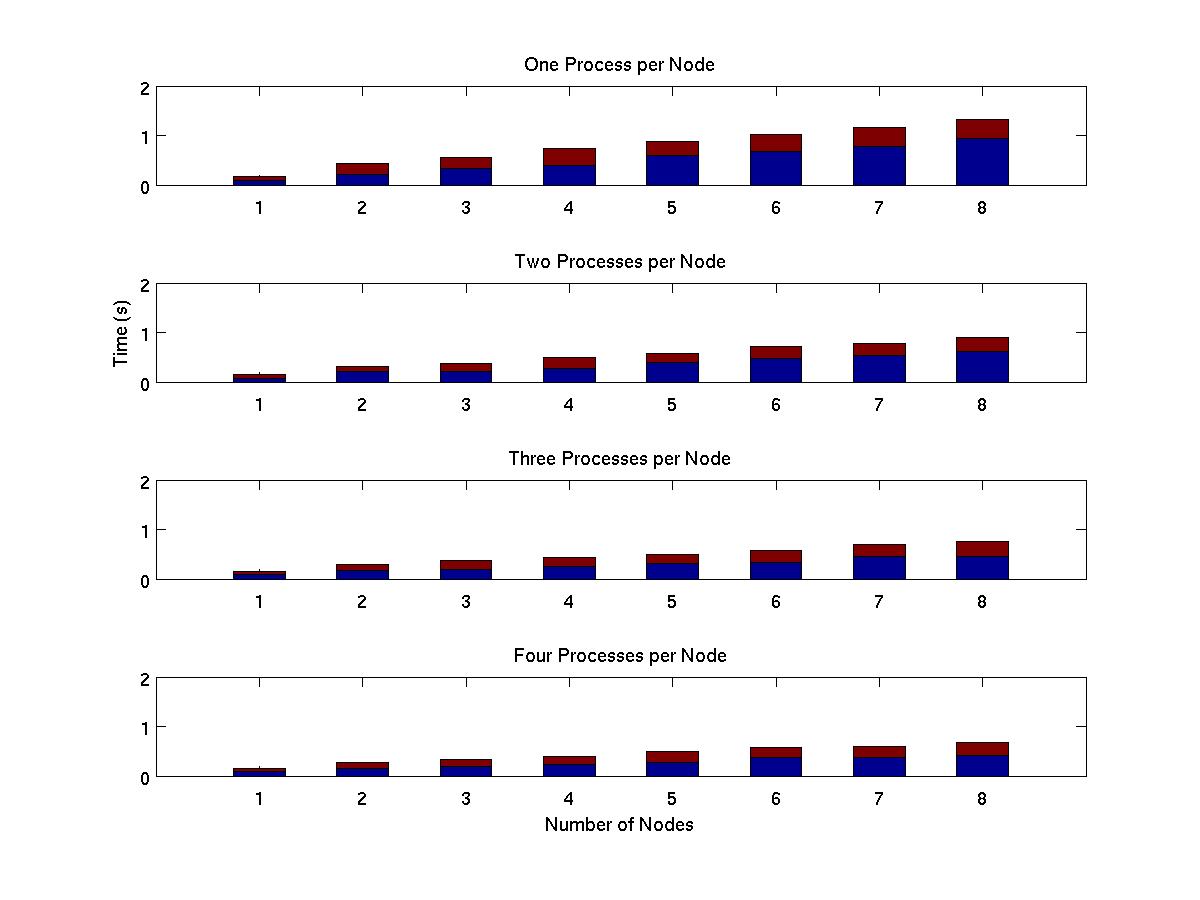 One Process per Node
2
1
0
1 2 3 4 5 6 7 8
Two Processes per Node
2
1
0
1 2 3 4 5 6 7 8
Time (s)
Three Processes per Node
2
1
0
1 2 3 4 5 6 7 8
Four Processes per Node
2
1
0
1 2 3 4 5 6 7 8
Number of Nodes